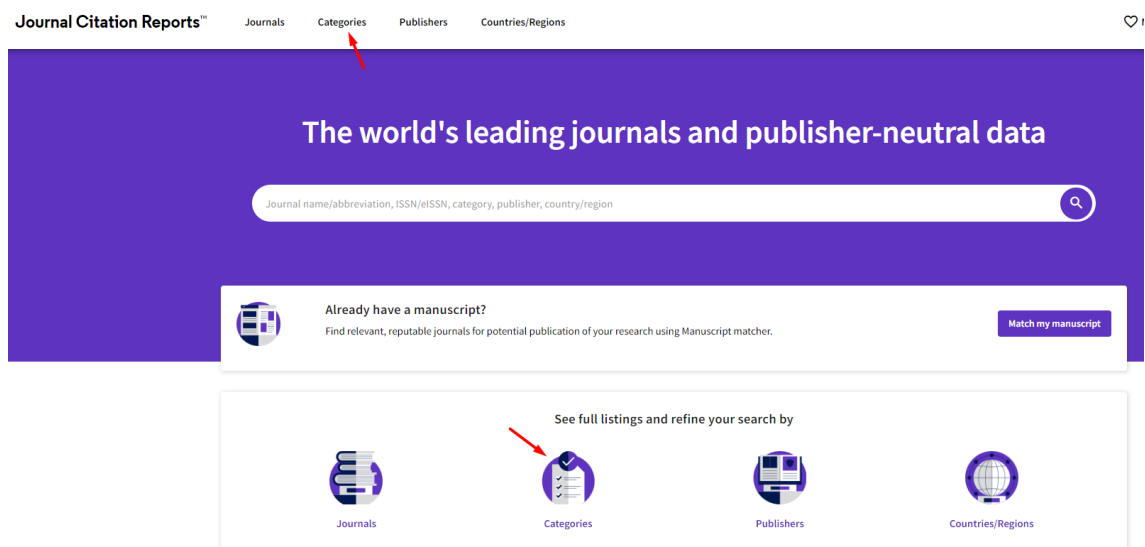 Journal Citation Reports™ Journals Categories Publishers Countries/Regions
The world's leading journals and publisher-neutral data
Journal name/abbreviation, ISSN/eISSN, category, publisher, country/region
Already have a manuscript?
Find relevant, reputable journals for potential publication of your research using Manuscript matcher.
Match my manuscript
See full listings and refine your search by
Journals Categories Publishers Countries/Regions